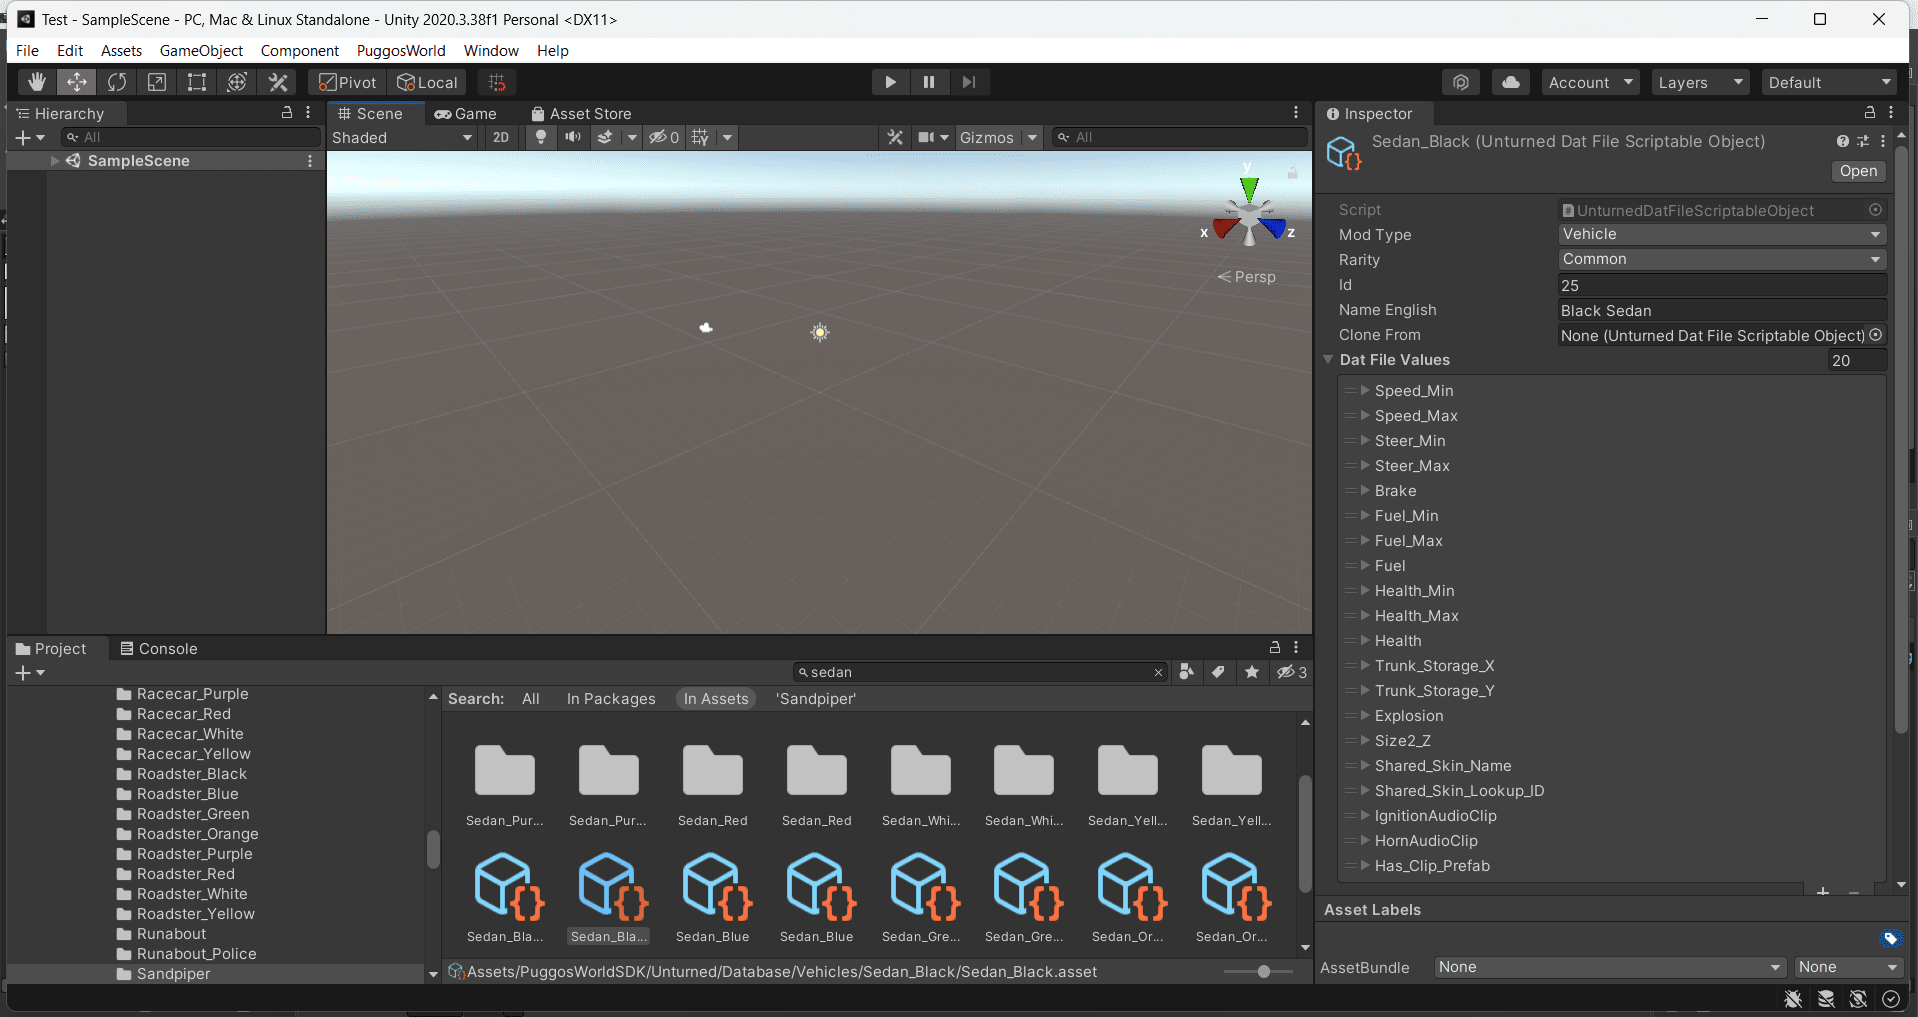 Test - SampleScene - PC, Mac & Linux Standalone - Unity 2020.3.38f1 Personal <DX11>
File Edit Assets GameObject Component PuggosWorld Window Help
Pivot Local Account Layers Default
Hierarchy
All
SampleScene
Scene Game Asset Store
Shaded 2D 0 Gizmos All
y
x z
Persp
Inspector
Sedan_Black (Unturned Dat File Scriptable Object)
Open
Script UnturnedDatFileScriptableObject
Mod Type Vehicle
Rarity Common
Id 25
Name English Black Sedan
Clone From None (Unturned Dat File Scriptable Object)
Dat File Values 20
Speed_Min
Speed_Max
Steer_Min
Steer_Max
Brake
Fuel_Min
Fuel_Max
Fuel
Health_Min
Health_Max
Health
Trunk_Storage_X
Trunk_Storage_Y
Explosion
Size2_Z
Shared_Skin_Name
Shared_Skin_Lookup_ID
IgnitionAudioClip
HornAudioClip
Has_Clip_Prefab
Asset Labels
AssetBundle None None
Project Console
sedan 3
Racecar_Purple
Racecar_Red
Racecar_White
Racecar_Yellow
Roadster_Black
Roadster_Blue
Roadster_Green
Roadster_Orange
Roadster_Purple
Roadster_Red
Roadster_White
Roadster_Yellow
Runabout
Runabout_Police
Sandpiper
Search: All In Packages In Assets 'Sandpiper'
Sedan_Pur... Sedan_Pur... Sedan_Red Sedan_Red Sedan_Whi... Sedan_Whi... Sedan_Yell... Sedan_Yell...
Sedan_Bla... Sedan_Bla... Sedan_Blue Sedan_Blue Sedan_Gre... Sedan_Gre... Sedan_Or... Sedan_Or...
Assets/PuggosWorldSDK/Unturned/Database/Vehicles/Sedan_Black/Sedan_Black.asset